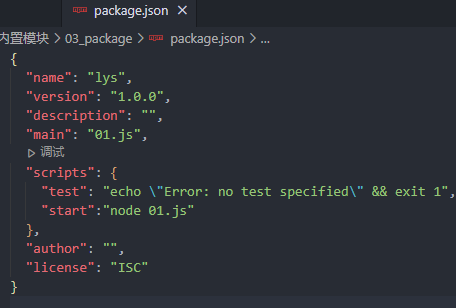 package.json ×
内置模块 > 03_package > package.json > ...
{
"name": "lys",
"version": "1.0.0",
"description": "",
"main": "01.js",
调试
"scripts": {
"test": "echo \"Error: no test specified\" && exit 1",
"start":"node 01.js"
},
"author": "",
"license": "ISC"
}